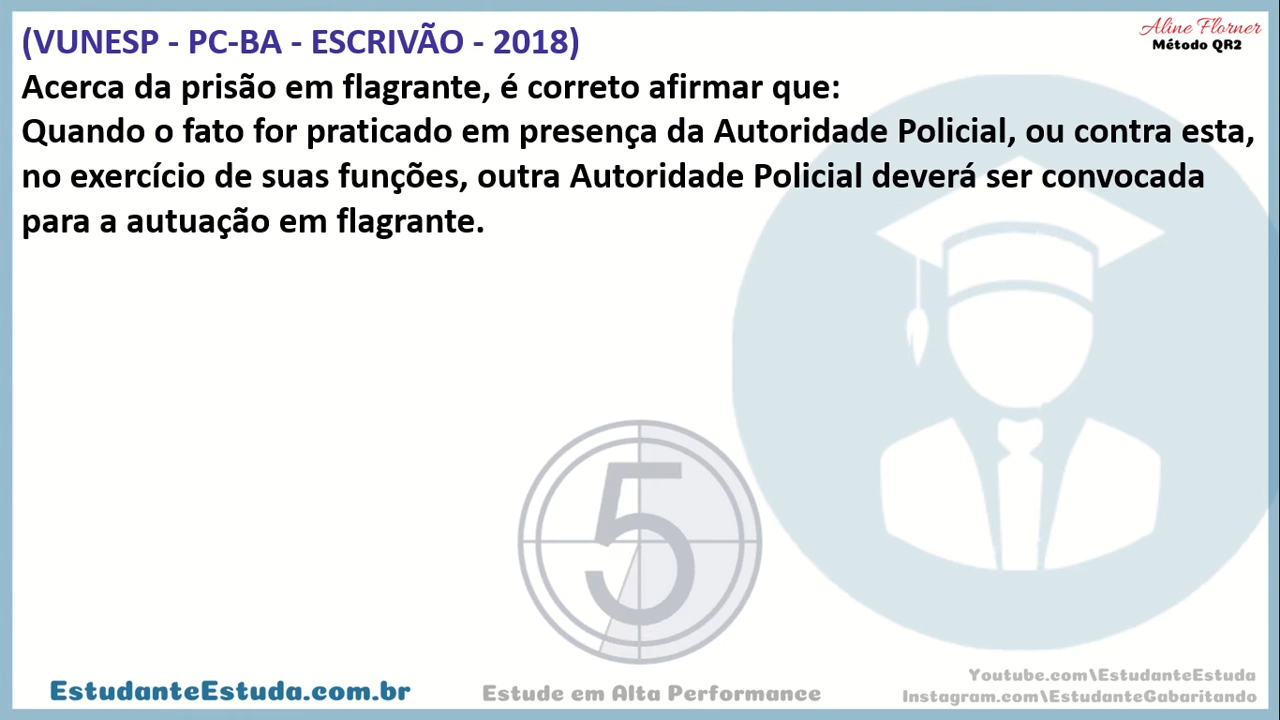 (VUNESP - PC-BA - ESCRIVÃO - 2018)
Aline Florner
Método QR2
Acerca da prisão em flagrante, é correto afirmar que:
Quando o fato for praticado em presença da Autoridade Policial, ou contra esta,
no exercício de suas funções, outra Autoridade Policial deverá ser convocada
para a autuação em flagrante.
5
EstudanteEstuda.com.br
Estude em Alta Performance
Youtube.com\EstudanteEstuda
Instagram.com\EstudanteGabaritando